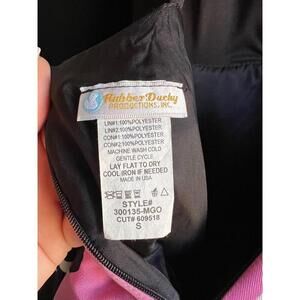 Rubber Ducky
PRODUCTIONS, INC.
LIN#1:100%POLYESTER
LIN#2:100%POLYESTER
CON#1:100%POLYESTER
CON#2:100%POLYESTER
MACHINE WASH COLD
GENTLE CYCLE
LAY FLAT TO DRY
COOL IRON IF NEEDED
MADE IN USA
STYLE#
300135-MGO
CUT# 609518
S